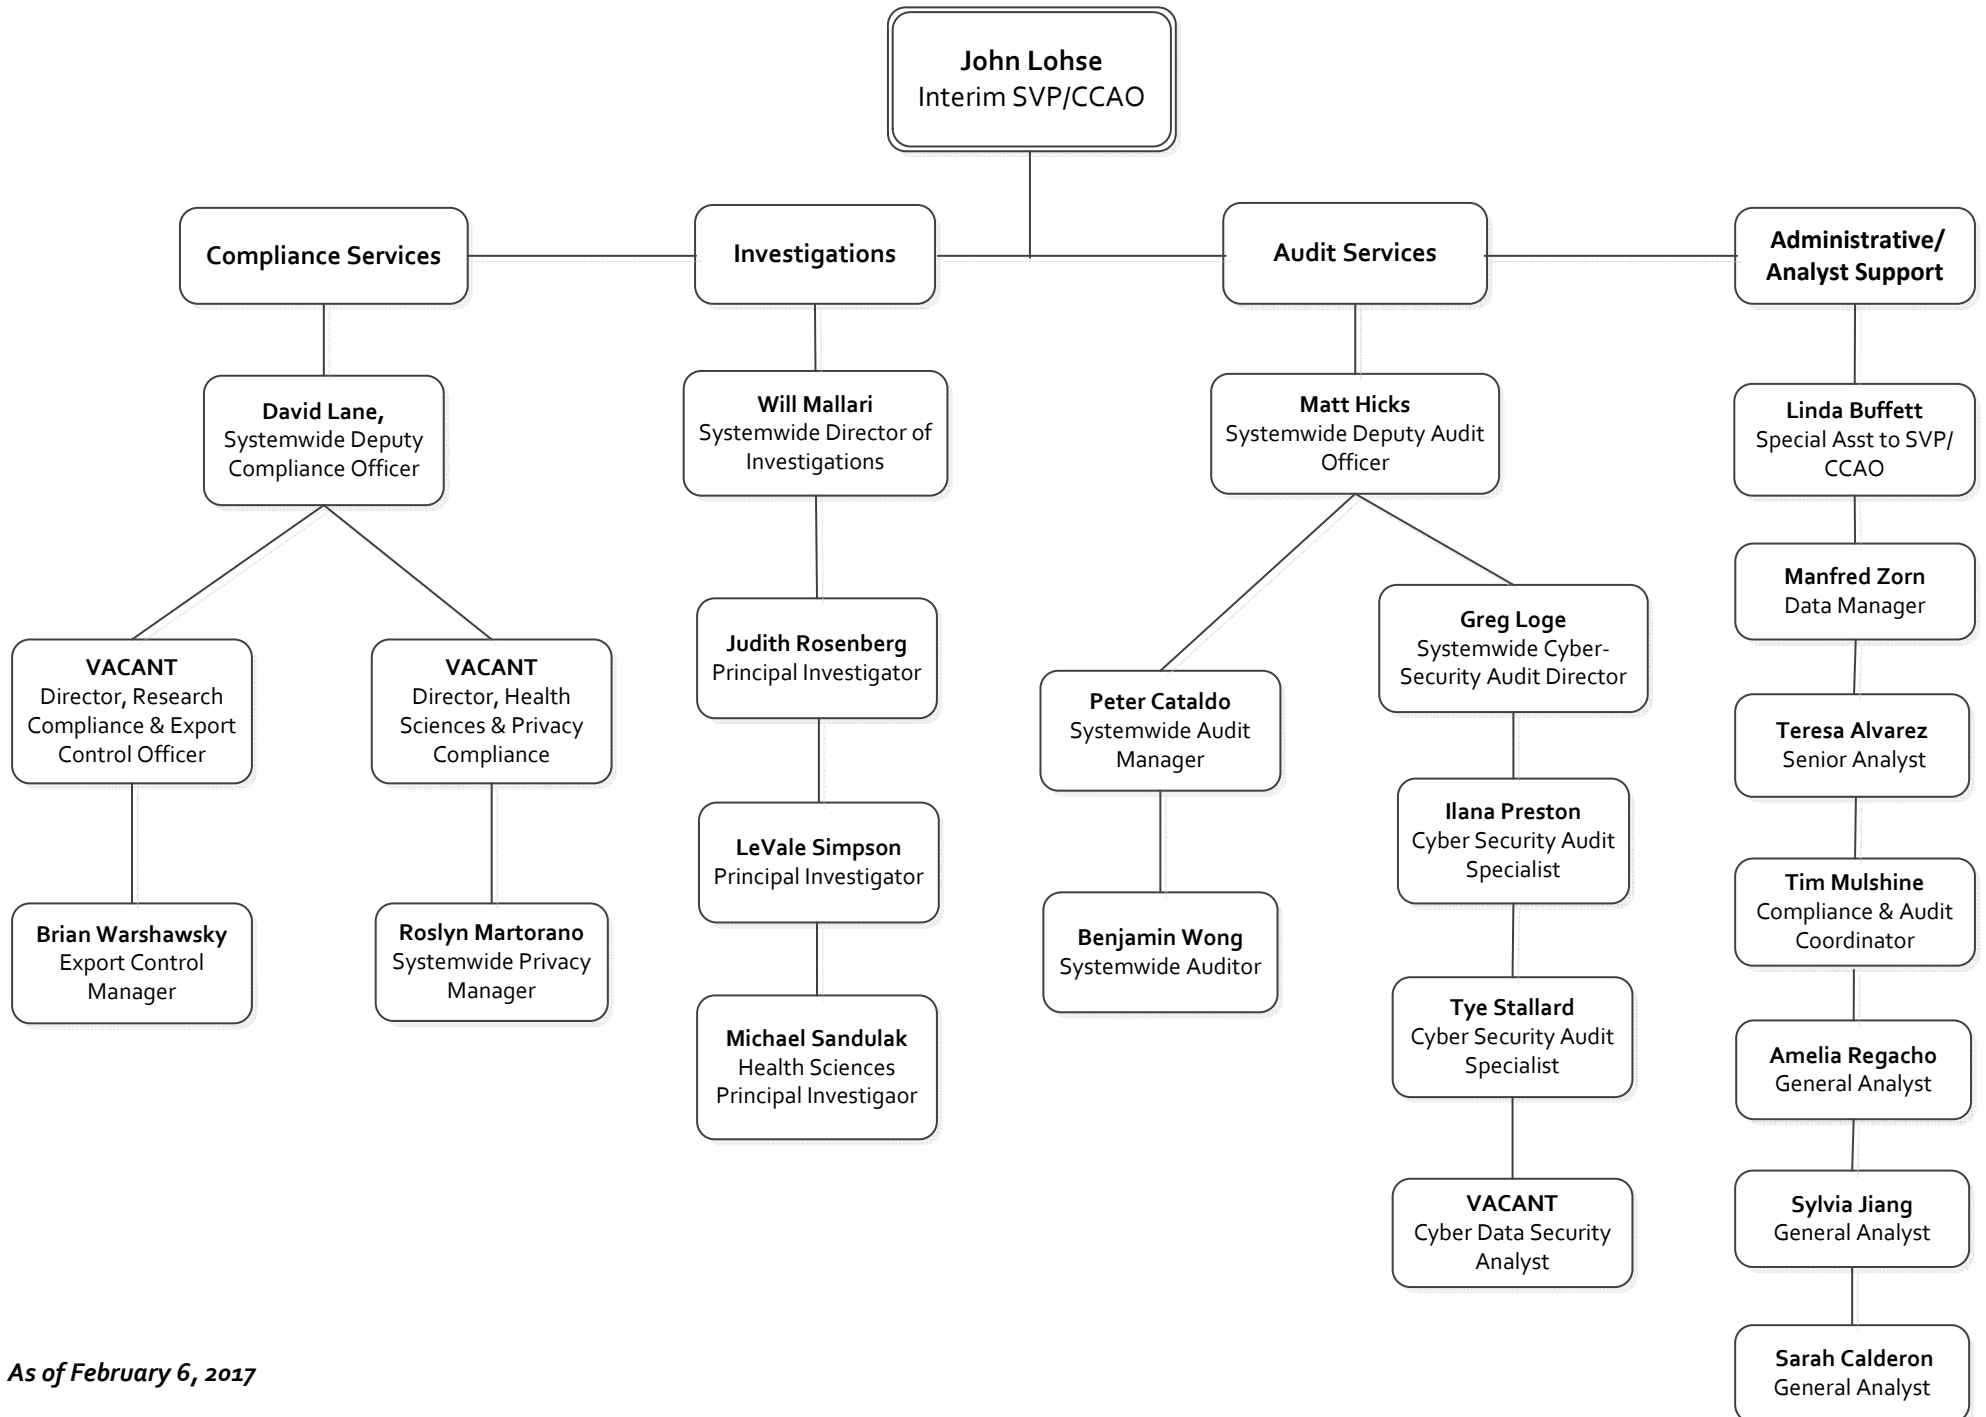 John Lohse
Interim SVP/CCAO
Compliance Services
Investigations
Audit Services
Administrative/
Analyst Support
David Lane,
Systemwide Deputy
Compliance Officer
VACANT
Director, Research
Compliance & Export
Control Officer
Brian Warshawsky
Export Control
Manager
VACANT
Director, Health
Sciences & Privacy
Compliance
Roslyn Martorano
Systemwide Privacy
Manager
Will Mallari
Systemwide Director of
Investigations
Judith Rosenberg
Principal Investigator
LeVale Simpson
Principal Investigator
Michael Sandulak
Health Sciences
Principal Investigaor
Matt Hicks
Systemwide Deputy Audit
Officer
Peter Cataldo
Systemwide Audit
Manager
Benjamin Wong
Systemwide Auditor
Greg Loge
Systemwide Cyber-
Security Audit Director
Ilana Preston
Cyber Security Audit
Specialist
Tye Stallard
Cyber Security Audit
Specialist
VACANT
Cyber Data Security
Analyst
Linda Buffett
Special Asst to SVP/
CCAO
Manfred Zorn
Data Manager
Teresa Alvarez
Senior Analyst
Tim Mulshine
Compliance & Audit
Coordinator
Amelia Regacho
General Analyst
Sylvia Jiang
General Analyst
Sarah Calderon
General Analyst
As of February 6, 2017